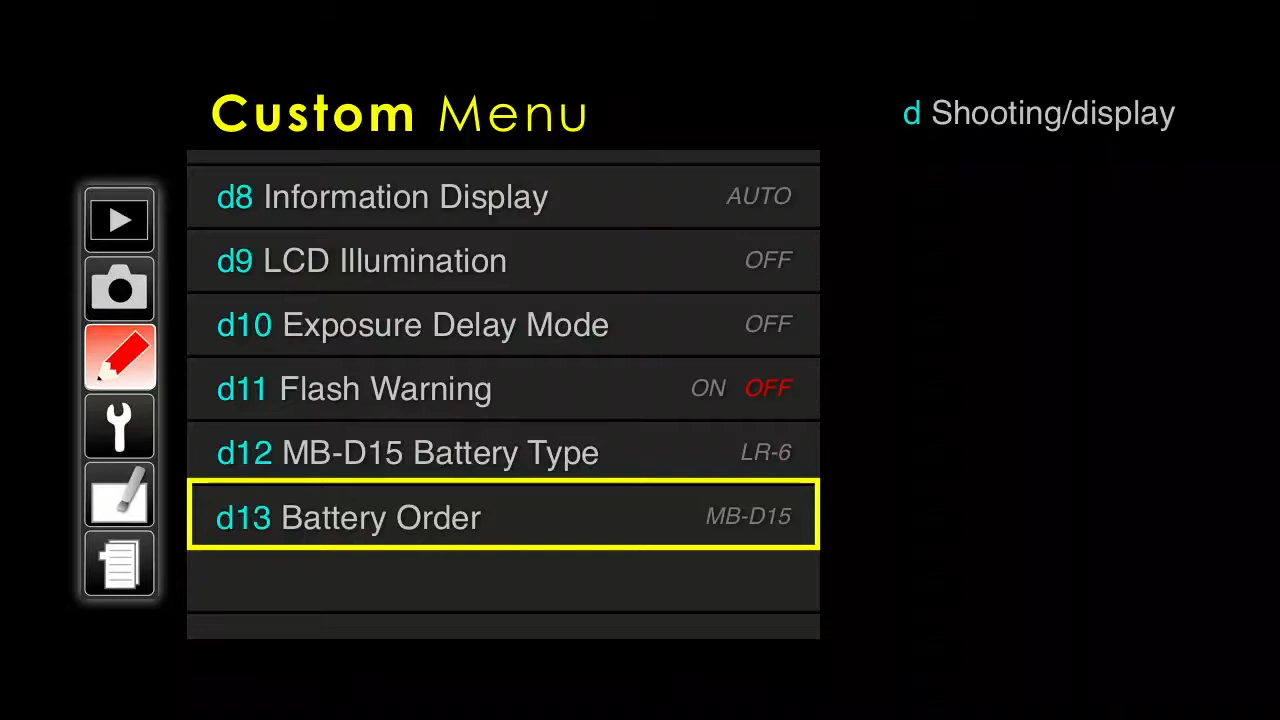 Custom Menu
d Shooting/display
d8 Information Display AUTO
d9 LCD Illumination OFF
d10 Exposure Delay Mode OFF
d11 Flash Warning ON OFF
d12 MB-D15 Battery Type LR-6
d13 Battery Order MB-D15